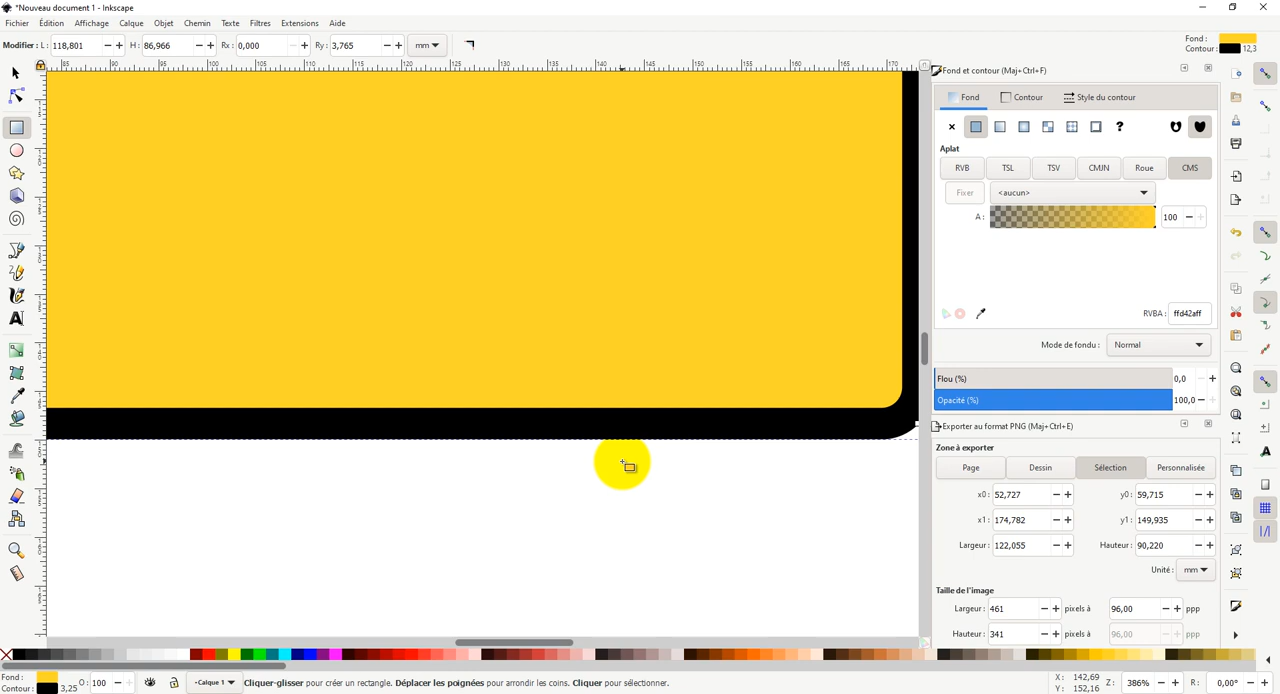 *Nouveau document 1 - Inkscape
Fichier Édition Affichage Calque Objet Chemin Texte Filtres Extensions Aide
Modifier : L : 118,801 H : 86,966 Rx : 0,000 Ry : 3,765 mm
Fond :
Contour : 12,3
Fond et contour (Maj+Ctrl+F)
Fond Contour Style du contour
Aplat
RVB TSL TSV CMJN Roue CMS
Fixer <aucun>
A : 100
RVBA : ffd42aff
Mode de fondu : Normal
Flou (%) 0,0
Opacité (%) 100,0
Exporter au format PNG (Maj+Ctrl+E)
Zone à exporter
Page Dessin Sélection Personnalisée
x0 : 52,727 y0 : 59,715
x1 : 174,782 y1 : 149,935
Largeur : 122,055 Hauteur : 90,220
Unité : mm
Taille de l'image
Largeur : 461 pixels à 96,00 ppp
Hauteur : 341 pixels à 96,00 ppp
Fond :
Contour : 3,25
O : 100
-Calque 1
Cliquer-glisser pour créer un rectangle. Déplacer les poignées pour arrondir les coins. Cliquer pour sélectionner.
X : 142,69
Y : 152,16
Z : 386%
R : 0,00°